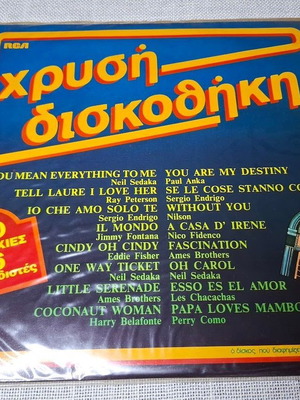 RCA
χρυσή
δισκοθήκη
YOU MEAN EVERYTHING TO ME
Neil Sedaka
YOU ARE MY DESTINY
Paul Anka
TELL LAURE I LOVE HER
Ray Peterson
SE LE COSE STANNO CO
Sergio Endrigo
IO CHE AMO SOLO TE
Sergio Endrigo
WITHOUT YOU
Nilson
IL MONDO
Jimmy Fontana
A CASA D' IRENE
Nico Fidenco
CINDY OH CINDY
Eddie Fisher
FASCINATION
Ames Brothers
ONE WAY TICKET
Neil Sedaka
OH CAROL
Neil Sedaka
LITTLE SERENADE
Ames Brothers
ESSO ES EL AMOR
Les Chacachas
COCONAUT WOMAN
Harry Belafonte
PAPA LOVES MAMBO
Perry Como
ο δίσκος που διαφημίζε